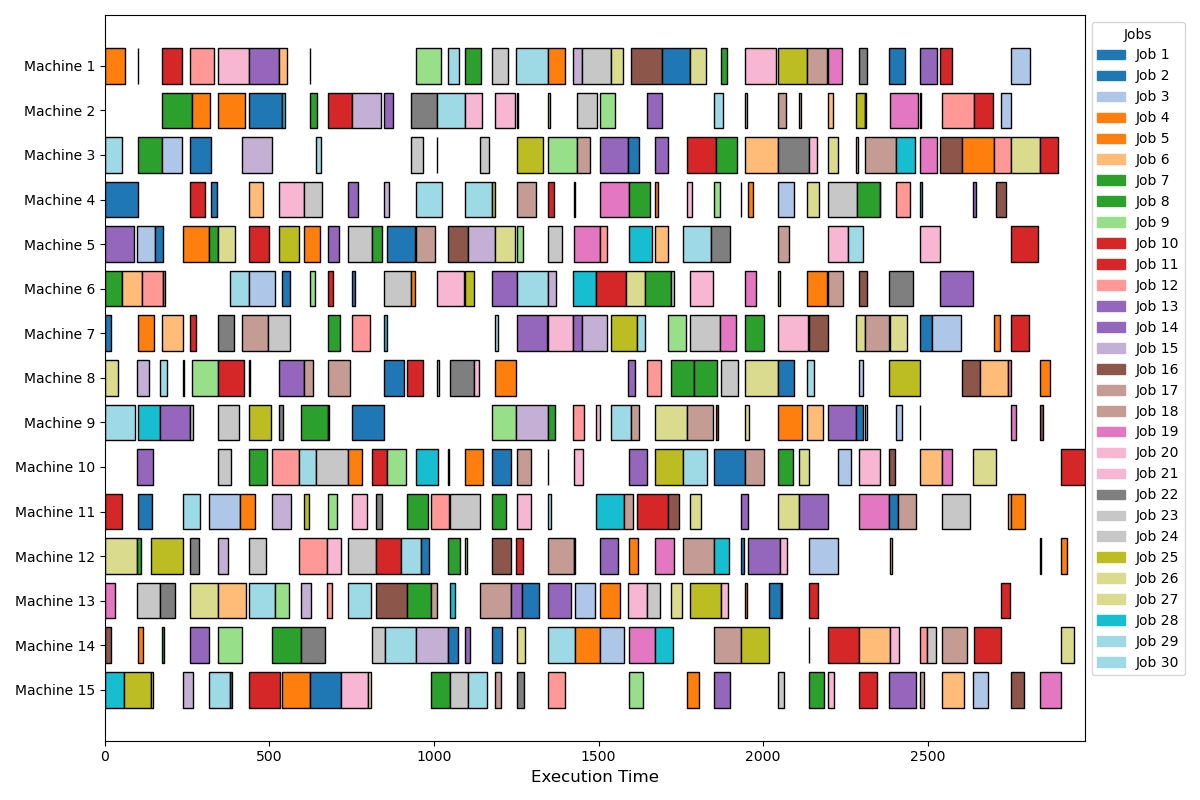 Machine 1
Machine 2
Machine 3
Machine 4
Machine 5
Machine 6
Machine 7
Machine 8
Machine 9
Machine 10
Machine 11
Machine 12
Machine 13
Machine 14
Machine 15
0 500 1000 1500 2000 2500
Execution Time
Jobs
Job 1
Job 2
Job 3
Job 4
Job 5
Job 6
Job 7
Job 8
Job 9
Job 10
Job 11
Job 12
Job 13
Job 14
Job 15
Job 16
Job 17
Job 18
Job 19
Job 20
Job 21
Job 22
Job 23
Job 24
Job 25
Job 26
Job 27
Job 28
Job 29
Job 30